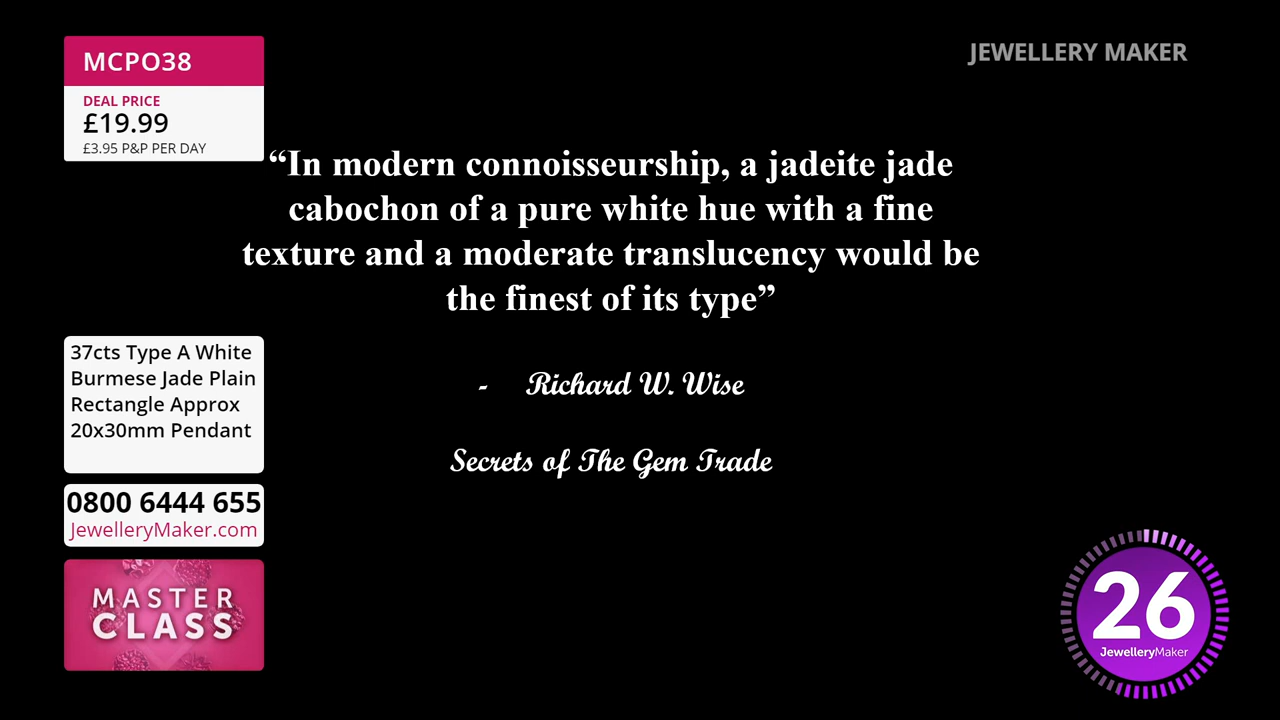 MCPO38
DEAL PRICE
£19.99
£3.95 P&P PER DAY
JEWELLERY MAKER
“In modern connoisseurship, a jadeite jade
cabochon of a pure white hue with a fine
texture and a moderate translucency would be
the finest of its type”
- Richard W. Wise
Secrets of The Gem Trade
37cts Type A White
Burmese Jade Plain
Rectangle Approx
20x30mm Pendant
0800 6444 655
JewelleryMaker.com
MASTER
CLASS
26
JewelleryMaker